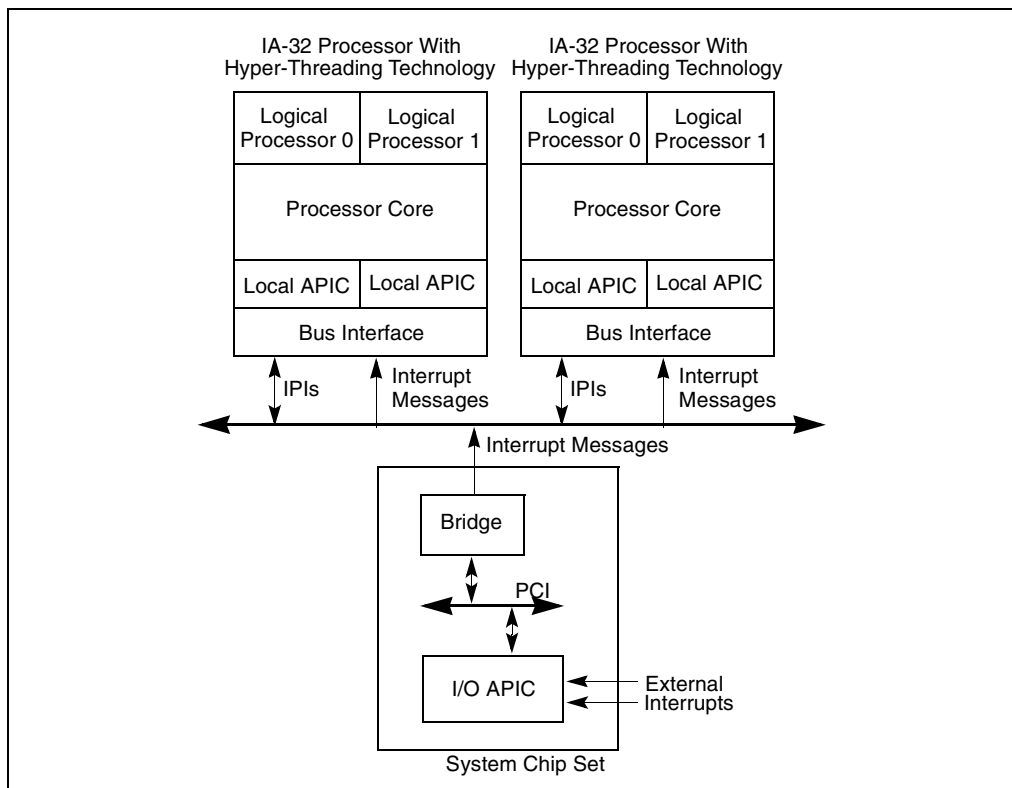 IA-32 Processor With
Hyper-Threading Technology
IA-32 Processor With
Hyper-Threading Technology
Logical
Processor 0
Logical
Processor 1
Logical
Processor 0
Logical
Processor 1
Processor Core
Processor Core
Local APIC
Local APIC
Local APIC
Local APIC
Bus Interface
Bus Interface
IPIs
Interrupt
Messages
IPIs
Interrupt
Messages
Interrupt Messages
Bridge
PCI
I/O APIC
External
Interrupts
System Chip Set